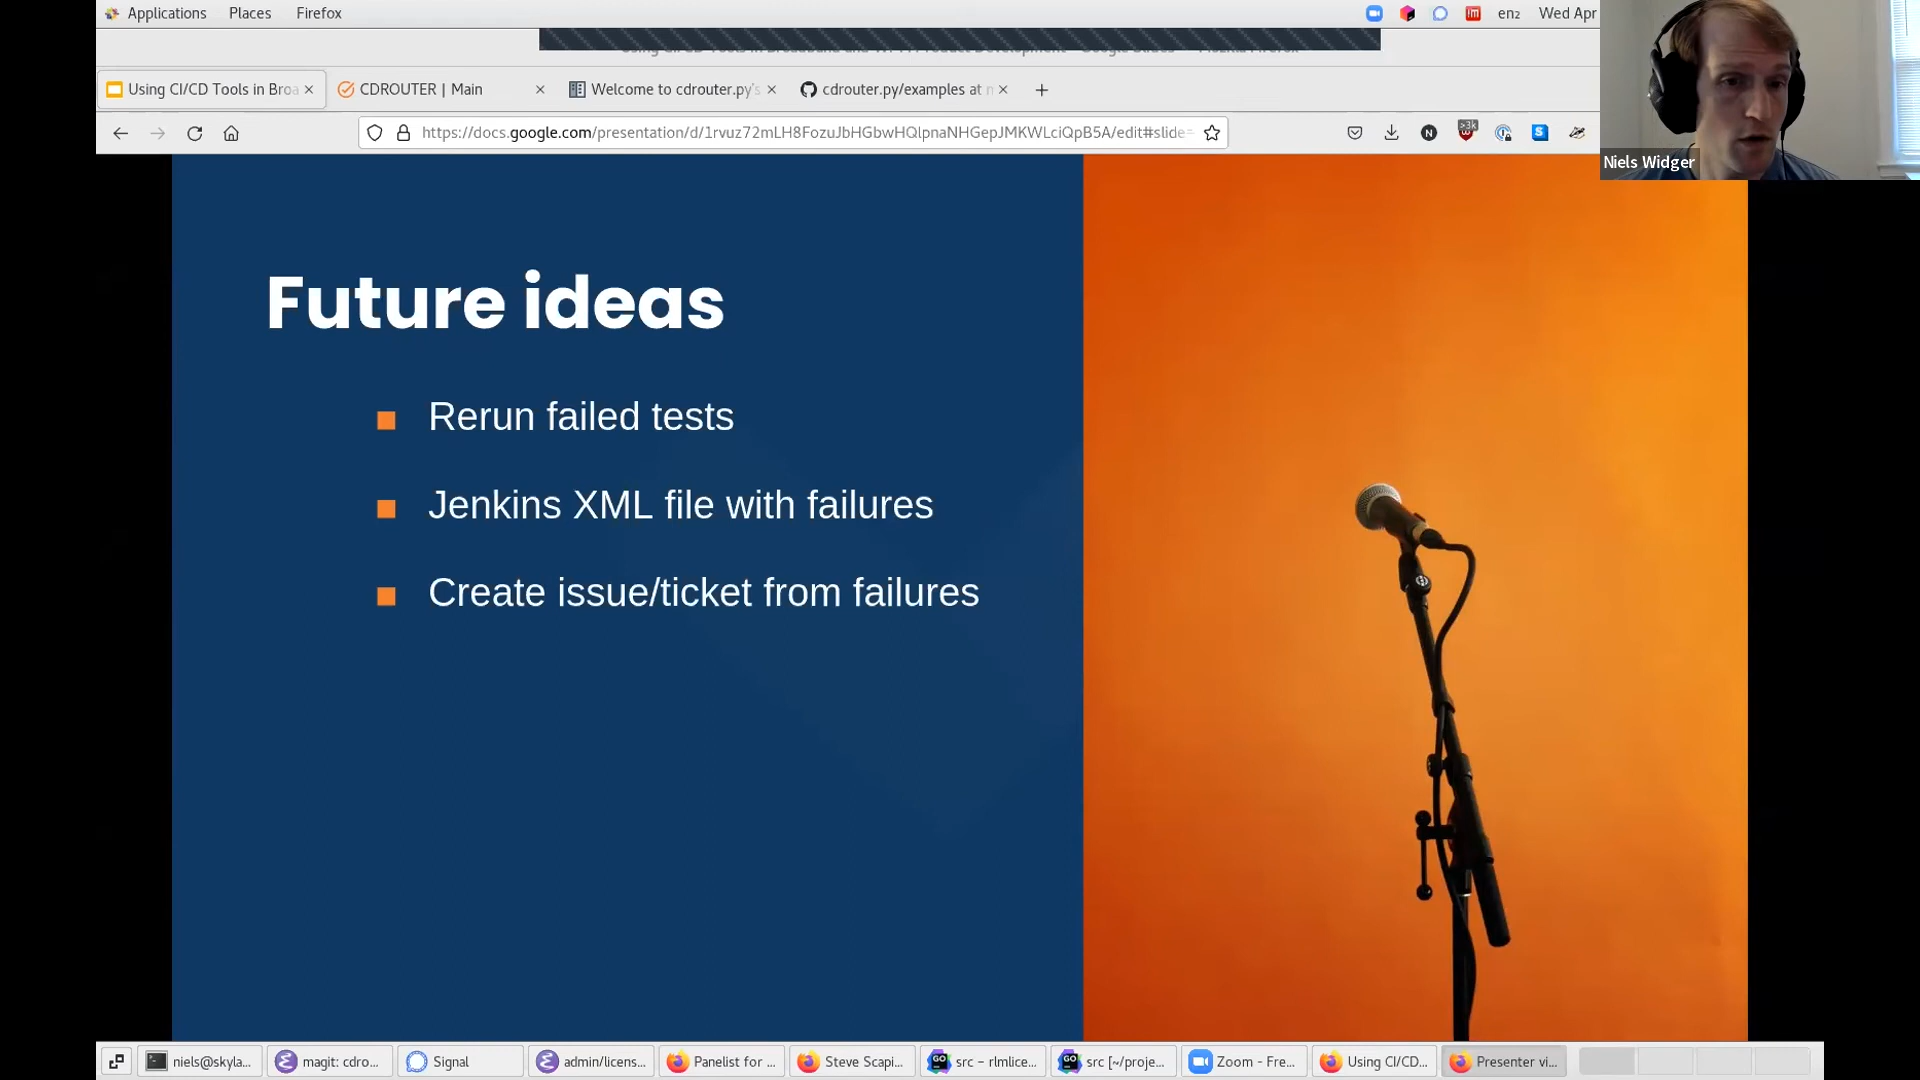 Applications Places Firefox
en₂ Wed Apr
Using CI/CD Tools in Broa
CDROUTER | Main
Welcome to cdrouter.py's
cdrouter.py/examples at
https://docs.google.com/presentation/d/1rvuz72mLH8FozuJbHGbwHQlpnaNHGepJMKWLciQpB5A/edit#slide=
>3k
Niels Widger
Future ideas
Rerun failed tests
Jenkins XML file with failures
Create issue/ticket from failures
niels@skyla...
magit: cdro...
Signal
admin/licens...
Panelist for ...
Steve Scapi...
src – rlmlice...
src [~/proje...
Zoom - Fre...
Using CI/CD...
Presenter vi...